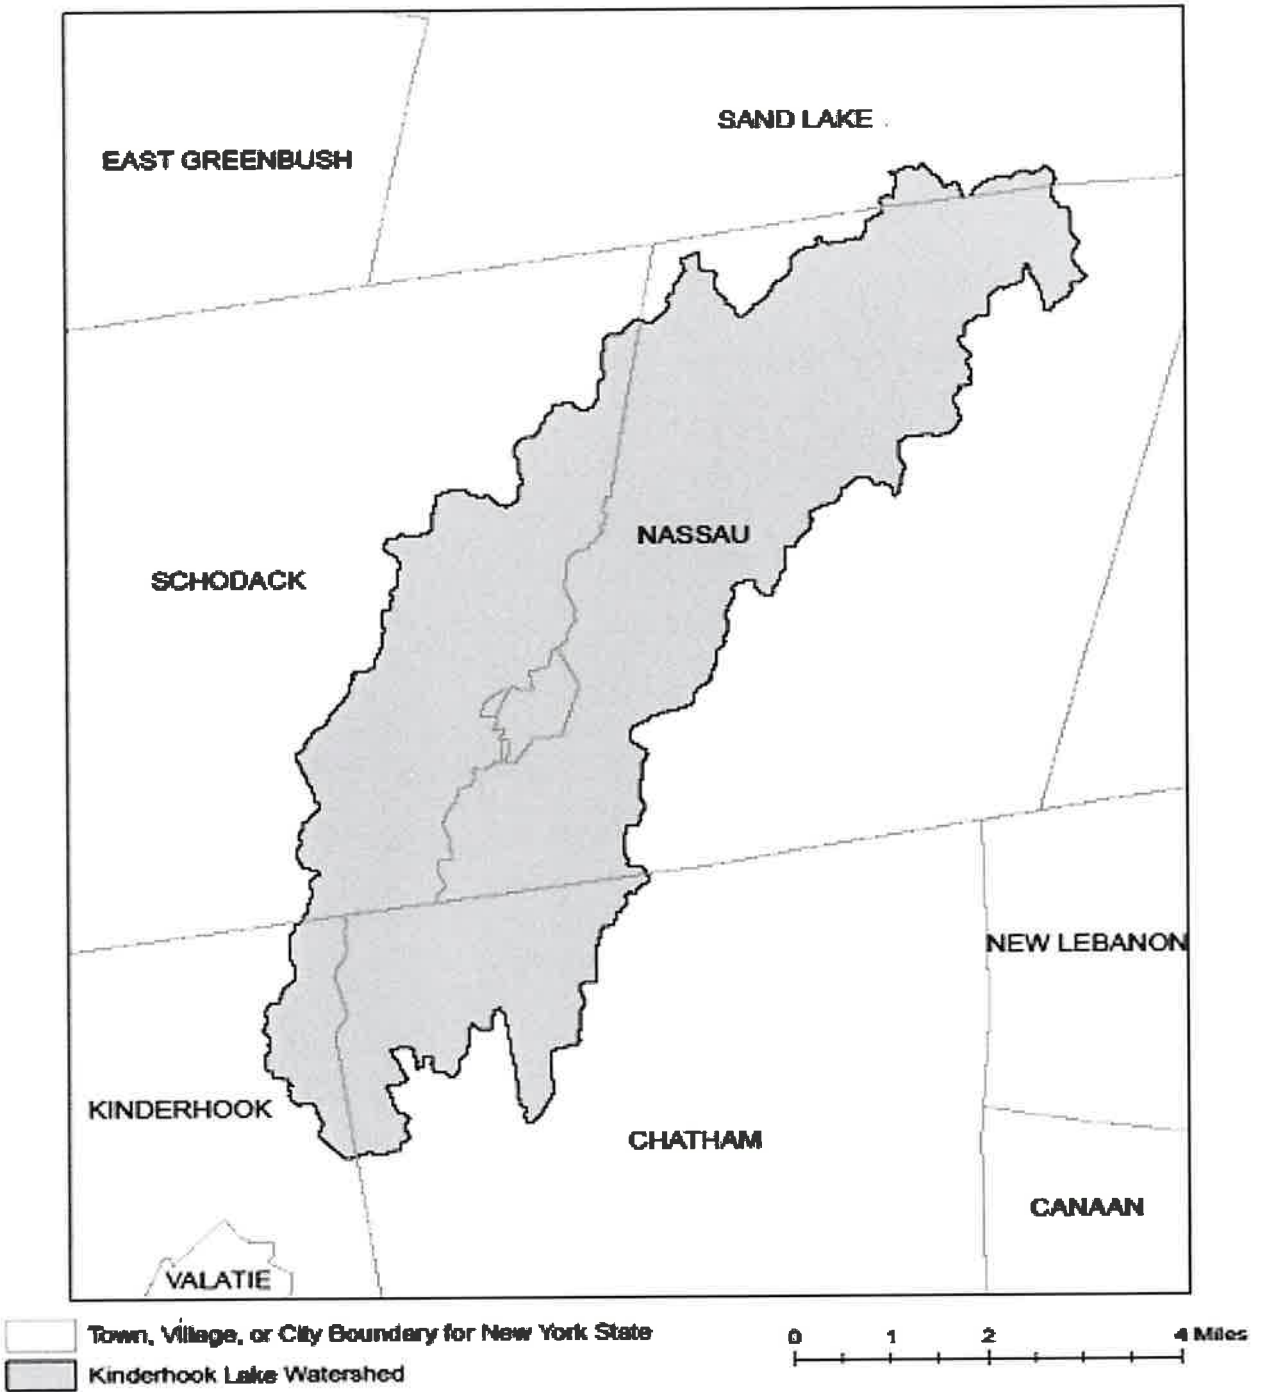 SAND LAKE
EAST GREENBUSH
NASSAU
SCHODACK
NEW LEBANON
KINDERHOOK
CHATHAM
CANAAN
VALATIE
Town, Village, or City Boundary for New York State
0 1 2 4 Miles
Kinderhook Lake Watershed